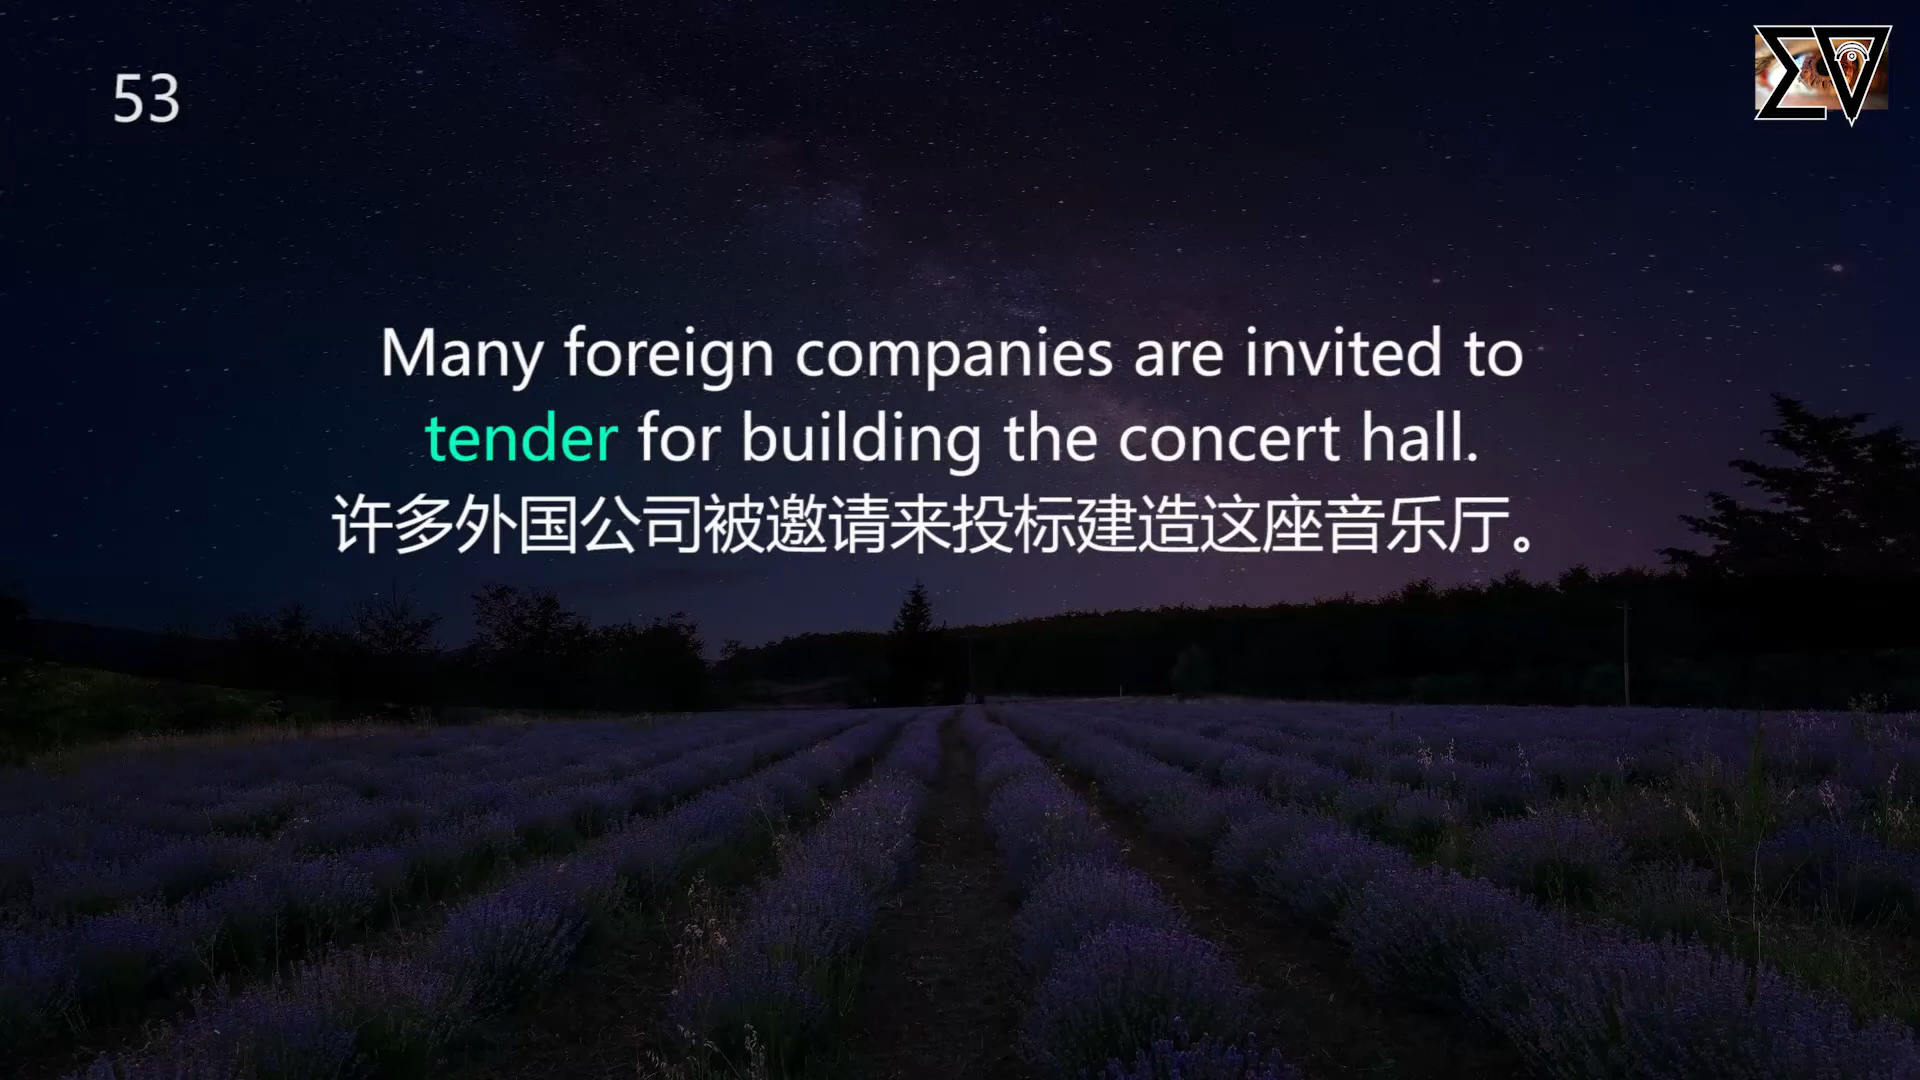 53
Many foreign companies are invited to
tender for building the concert hall.
许多外国公司被邀请来投标建造这座音乐厅。